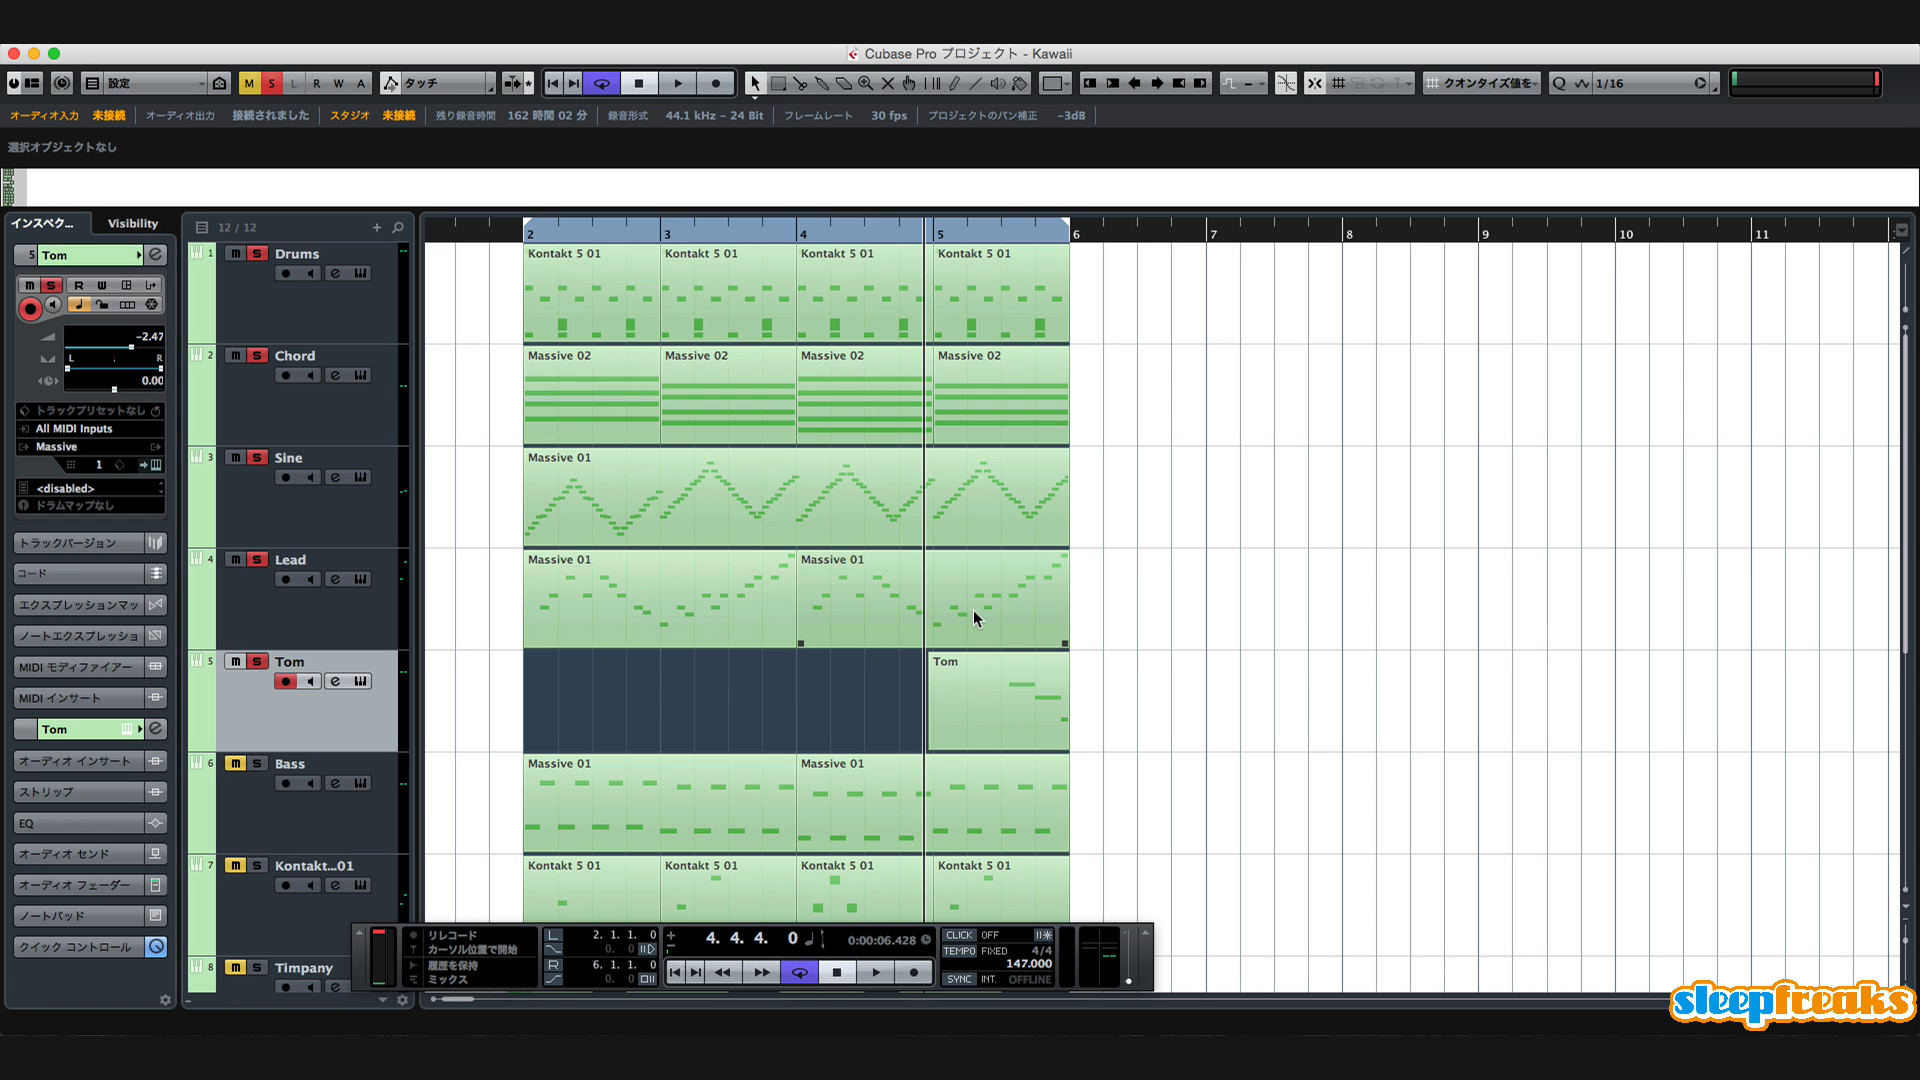 Cubase Pro プロジェクト - Kawaii
設定 M S L R W A タッチ クオンタイズ値を Q 1/16
オーディオ入力 未接続 オーディオ出力 接続されました スタジオ 未接続 残り録音時間 162 時間 02 分 録音形式 44.1 kHz - 24 Bit フレームレート 30 fps プロジェクトのパン補正 -3dB
選択オブジェクトなし
インスペク... Visibility 12 / 12
2 3 4 5 6 7 8 9 10 11
5 Tom
m S R W
-2.47
L R
0.00
トラックプリセットなし
All MIDI Inputs
Massive
1
<disabled>
ドラムマップなし
トラックバージョン
コード
エクスプレッションマッ
ノートエクスプレッショ
MIDI モディファイアー
MIDI インサート
Tom
オーディオ インサート
ストリップ
EQ
オーディオ センド
オーディオ フェーダー
ノートパッド
クイック コントロール
1 m S Drums
Kontakt 5 01 Kontakt 5 01 Kontakt 5 01 Kontakt 5 01
2 m S Chord
Massive 02 Massive 02 Massive 02 Massive 02
3 m S Sine
Massive 01
4 m S Lead
Massive 01 Massive 01
5 m S Tom
Tom
6 m S Bass
Massive 01 Massive 01
7 m S Kontakt...01
Kontakt 5 01 Kontakt 5 01 Kontakt 5 01 Kontakt 5 01
8 m S Timpany
リレコード
カーソル位置で開始
履歴を保持
ミックス
L 2. 1. 1. 0
0. 0
R 6. 1. 1. 0
0. 0
4. 4. 4. 0 0:00:06.428
CLICK OFF
TEMPO FIXED 4/4
147.000
SYNC INT. OFFLINE
sleepfreaks